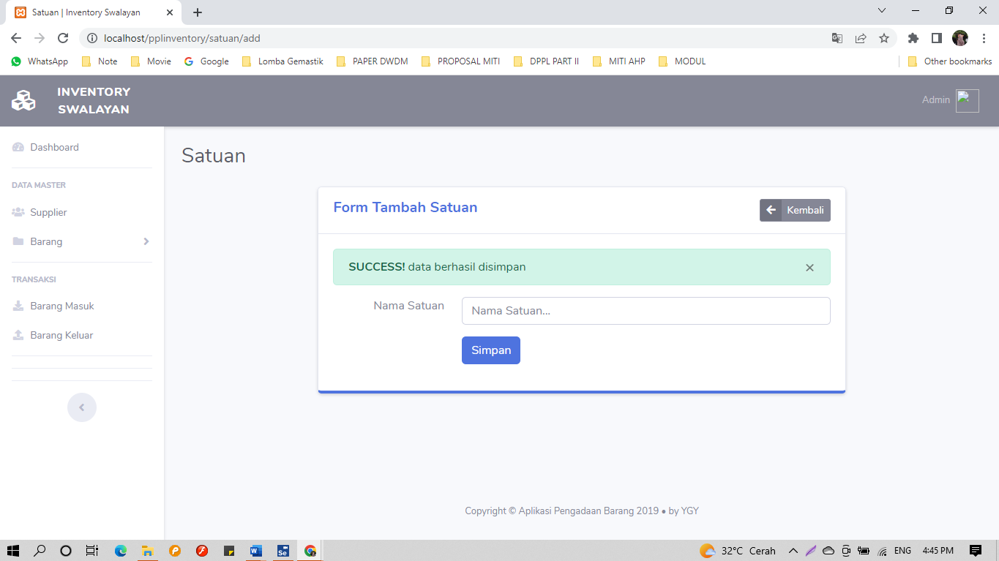 Satuan | Inventory Swalayan
localhost/pplinventory/satuan/add
WhatsApp Note Movie Google Lomba Gemastik PAPER DWDM PROPOSAL MITI DPPL PART II MITI AHP MODUL Other bookmarks
INVENTORY
SWALAYAN
Admin
Dashboard
DATA MASTER
Supplier
Barang
TRANSAKSI
Barang Masuk
Barang Keluar
Satuan
Form Tambah Satuan
Kembali
SUCCESS! data berhasil disimpan
Nama Satuan
Nama Satuan...
Simpan
Copyright © Aplikasi Pengadaan Barang 2019 • by YGY
32°C Cerah ENG 4:45 PM